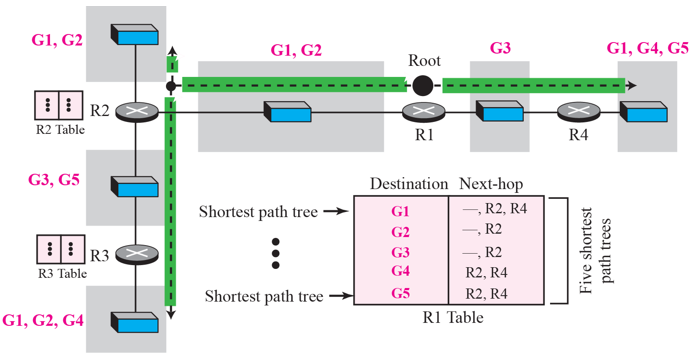 G1, G2
G1, G2
Root
G3
G1, G4, G5
R2 Table
R2
R1
R4
G3, G5
R3 Table
R3
G1, G2, G4
Destination Next-hop
Shortest path tree
G1 —, R2, R4
G2 —, R2
G3 —, R2
G4 R2, R4
Shortest path tree
G5 R2, R4
R1 Table
Five shortest
path trees